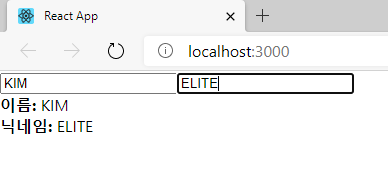 React App
localhost:3000
KIM ELITE
이름: KIM
닉네임: ELITE